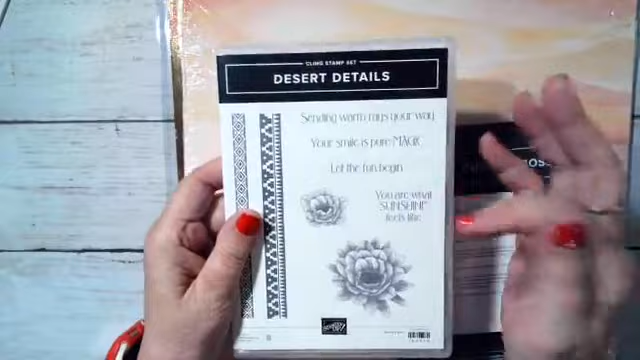 CLING STAMP SET
DESERT DETAILS
Sending warm rays your way
Your smile is pure MAGIC
Let the fun begin
You are what
SUNSHINE
feels like